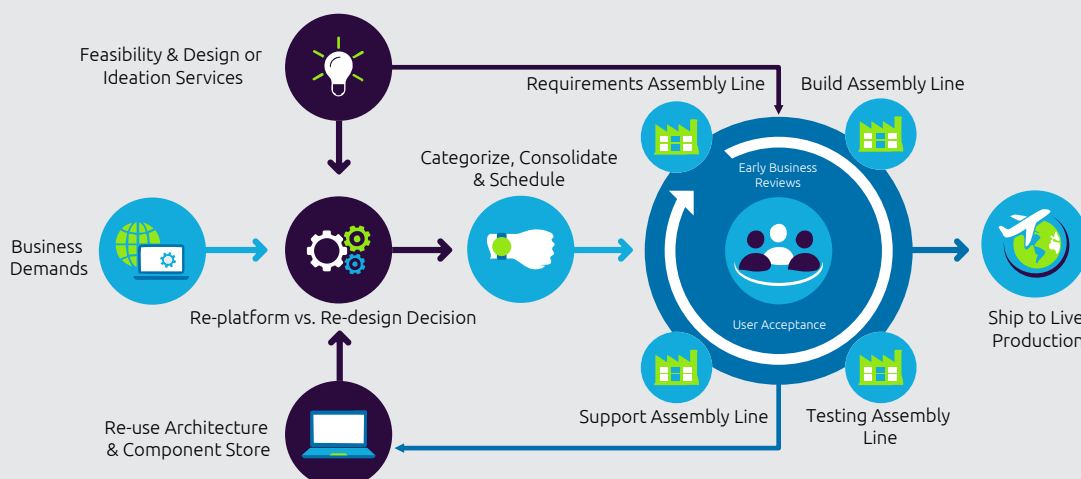 Feasibility & Design or
Ideation Services
Requirements Assembly Line
Build Assembly Line
Categorize, Consolidate
& Schedule
Early Business
Reviews
Business
Demands
Re-platform vs. Re-design Decision
User Acceptance
Ship to Live
Production
Re-use Architecture
& Component Store
Support Assembly Line
Testing Assembly
Line